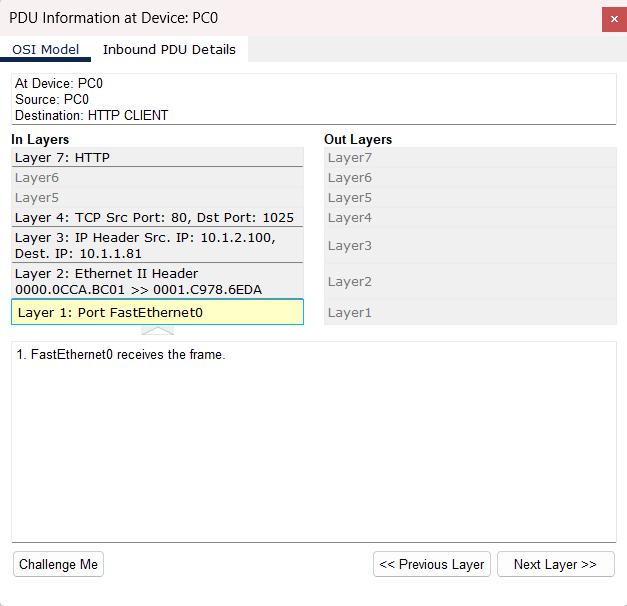 PDU Information at Device: PC0
OSI Model
Inbound PDU Details
At Device: PC0
Source: PC0
Destination: HTTP CLIENT
In Layers
Layer 7: HTTP
Layer6
Layer5
Layer 4: TCP Src Port: 80, Dst Port: 1025
Layer 3: IP Header Src. IP: 10.1.2.100,
Dest. IP: 10.1.1.81
Layer 2: Ethernet II Header
0000.0CCA.BC01 >> 0001.C978.6EDA
Layer 1: Port FastEthernet0
Out Layers
Layer7
Layer6
Layer5
Layer4
Layer3
Layer2
Layer1
1. FastEthernet0 receives the frame.
Challenge Me
<< Previous Layer
Next Layer >>